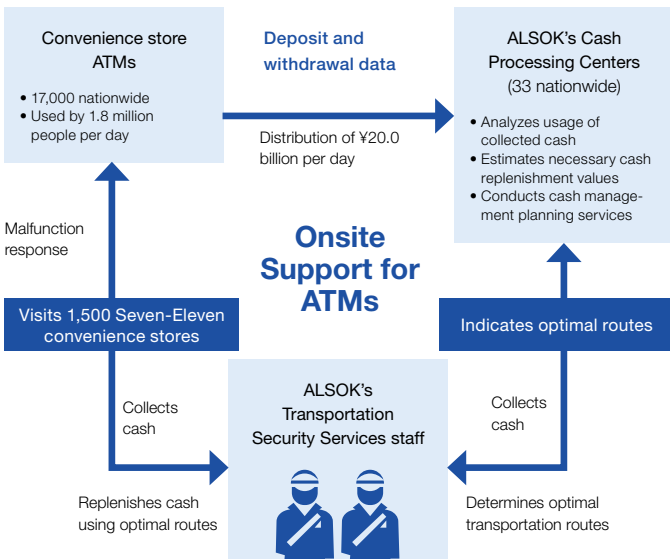 Convenience store
ATMs
• 17,000 nationwide
• Used by 1.8 million
people per day
Deposit and
withdrawal data
Distribution of ¥20.0
billion per day
ALSOK's Cash
Processing Centers
(33 nationwide)
• Analyzes usage of
collected cash
• Estimates necessary cash
replenishment values
• Conducts cash manage-
ment planning services
Malfunction
response
Onsite
Support for
ATMs
Visits 1,500 Seven-Eleven
convenience stores
Indicates optimal routes
Collects
cash
ALSOK's
Transportation
Security Services staff
Collects
cash
Replenishes cash
using optimal routes
Determines optimal
transportation routes